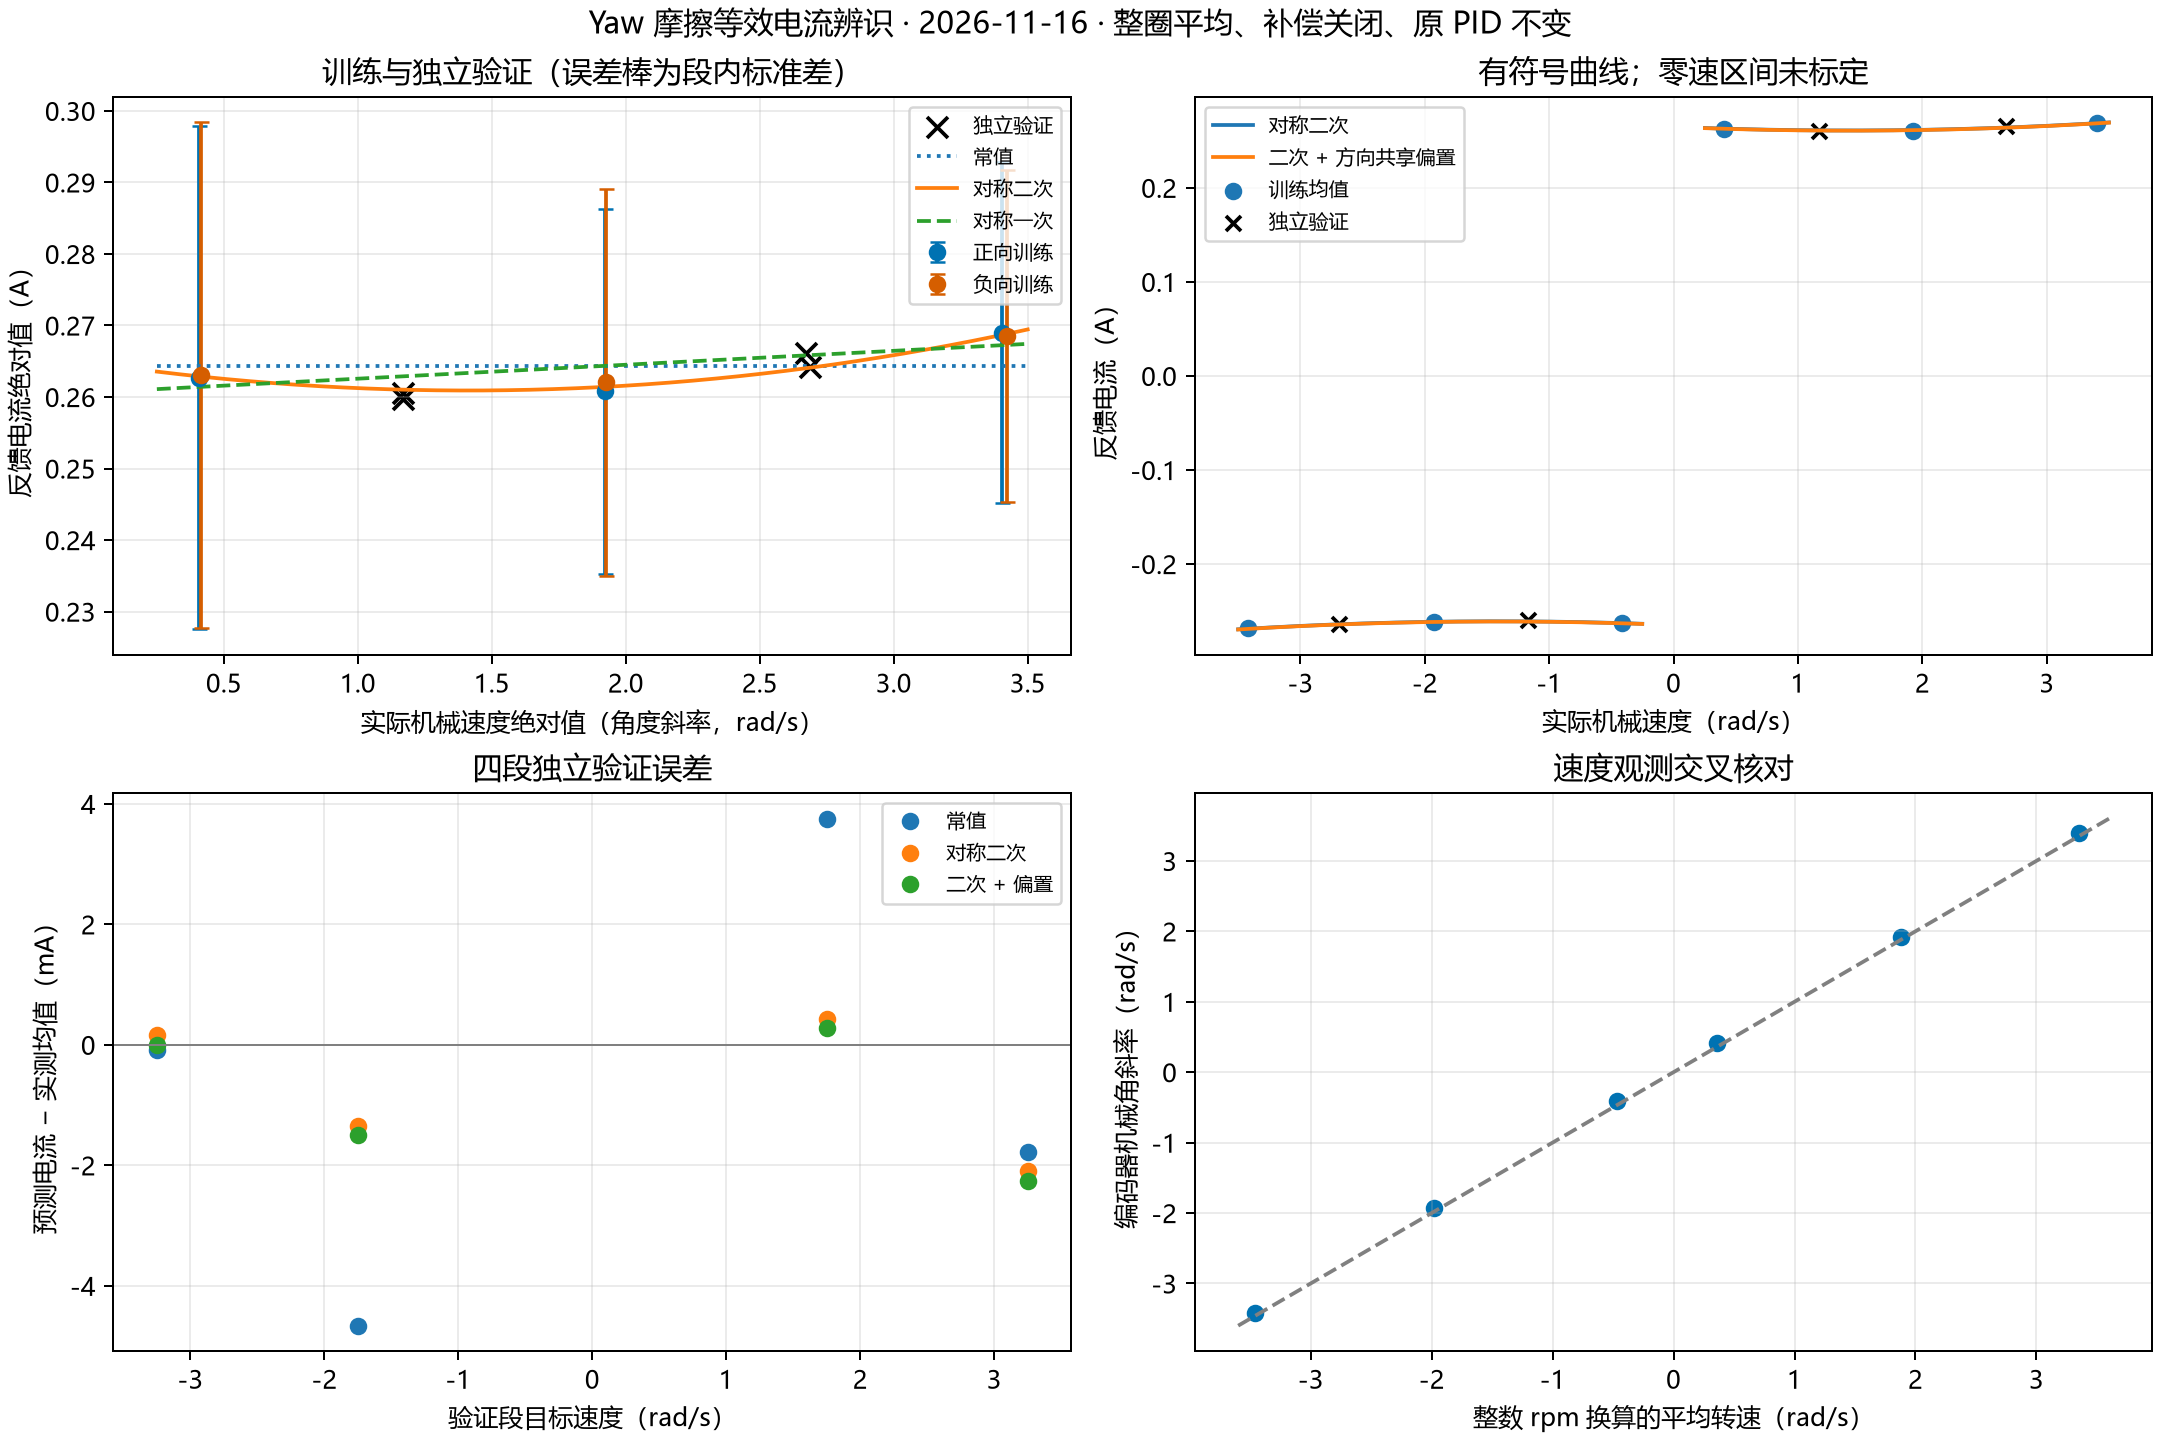 Yaw 摩擦等效电流辨识 · 2026-11-16 · 整圈平均、补偿关闭、原 PID 不变
训练与独立验证（误差棒为段内标准差）
反馈电流绝对值（A）
0.30
0.29
0.28
0.27
0.26
0.25
0.24
0.23
独立验证
常值
对称二次
对称一次
正向训练
负向训练
0.5
1.0
1.5
2.0
2.5
3.0
3.5
实际机械速度绝对值（角度斜率，rad/s）
有符号曲线；零速区间未标定
反馈电流（A）
0.2
0.1
0.0
-0.1
-0.2
对称二次
二次 + 方向共享偏置
训练均值
独立验证
-3
-2
-1
0
1
2
3
实际机械速度（rad/s）
四段独立验证误差
预测电流 − 实测均值（mA）
4
2
0
-2
-4
常值
对称二次
二次 + 偏置
-3
-2
-1
0
1
2
3
验证段目标速度（rad/s）
速度观测交叉核对
编码器机械角斜率（rad/s）
3
2
1
0
-1
-2
-3
-3
-2
-1
0
1
2
3
整数 rpm 换算的平均转速（rad/s）